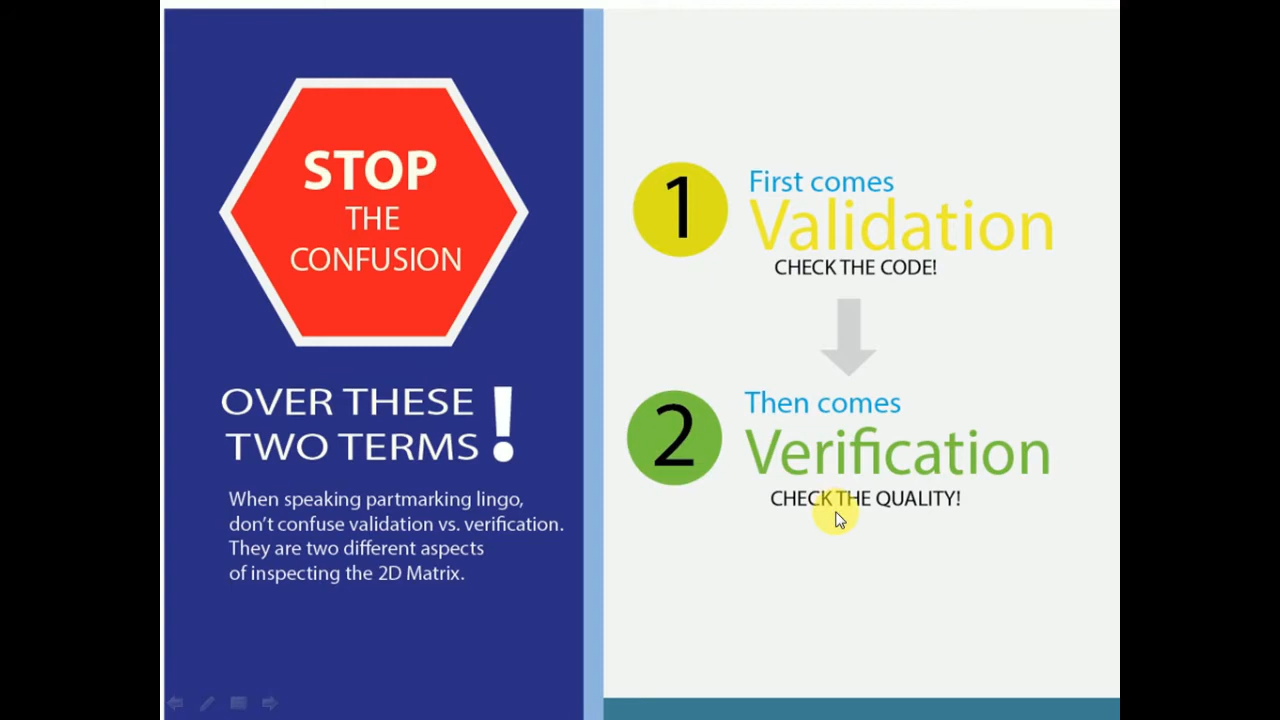 STOP
THE
CONFUSION
OVER THESE
TWO TERMS!
When speaking partmarking lingo,
don't confuse validation vs. verification.
They are two different aspects
of inspecting the 2D Matrix.
1
First comes
Validation
CHECK THE CODE!
2
Then comes
Verification
CHECK THE QUALITY!